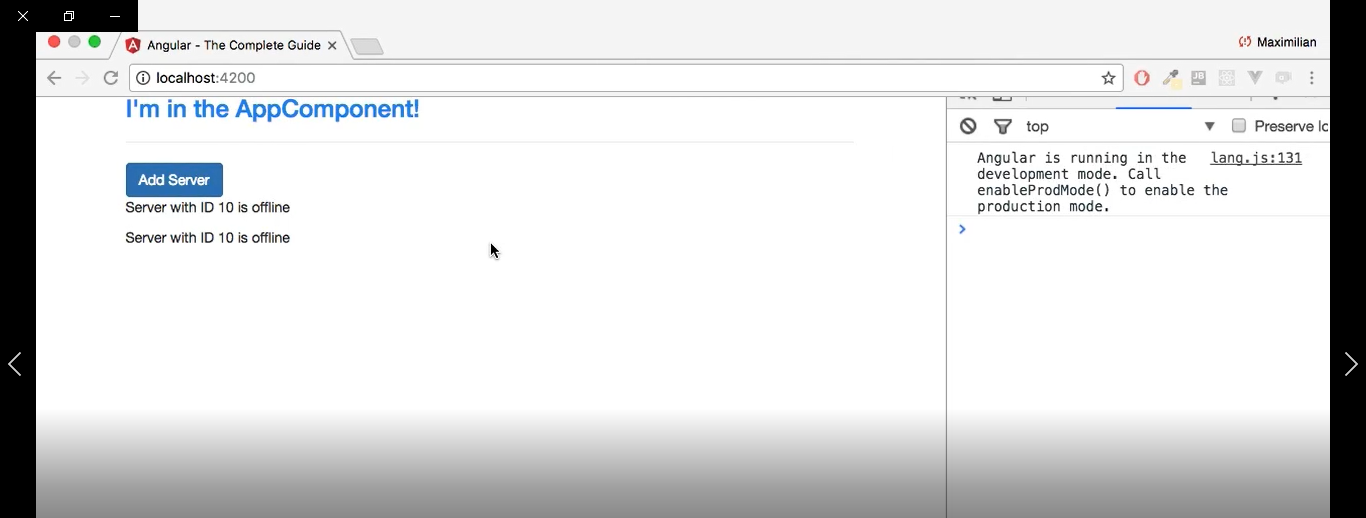 Angular - The Complete Guide
Maximilian
localhost:4200
I'm in the AppComponent!
Add Server
Server with ID 10 is offline
Server with ID 10 is offline
top
Preserve lo
Angular is running in the lang.js:131
development mode. Call
enableProdMode() to enable the
production mode.